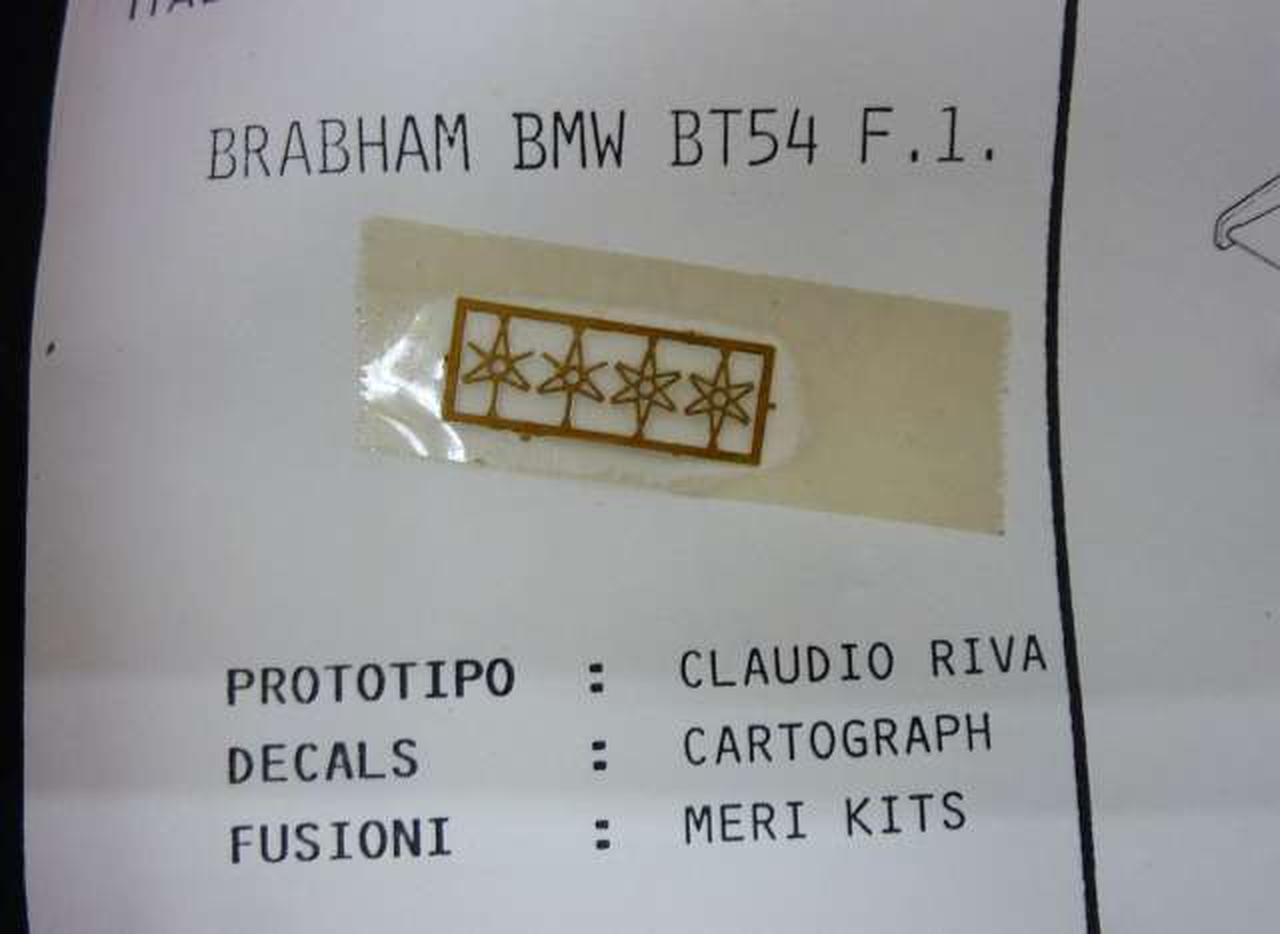 BRABHAM BMW BT54 F.1.
PROTOTIPO : CLAUDIO RIVA
DECALS : CARTOGRAPH
FUSIONI : MERI KITS